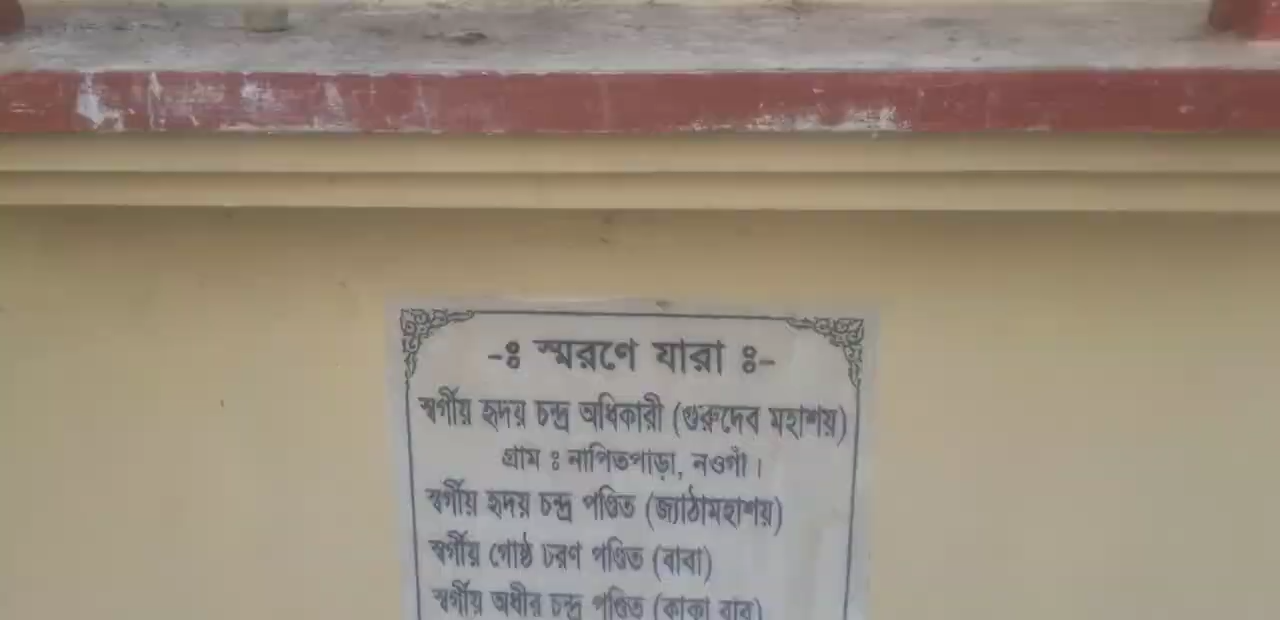 -ঃ স্মরণে যারা ঃ-
স্বর্গীয় হৃদয় চন্দ্র অধিকারী (গুরুদেব মহাশয়)
গ্রাম ঃ নাপিতপাড়া, নওগাঁ।
স্বর্গীয় হৃদয় চন্দ্র পণ্ডিত (জ্যাঠামহাশয়)
স্বর্গীয় গোষ্ঠ চরণ পণ্ডিত (বাবা)
স্বর্গীয় অধীর চন্দ্র পণ্ডিত (কাকা বাবু)